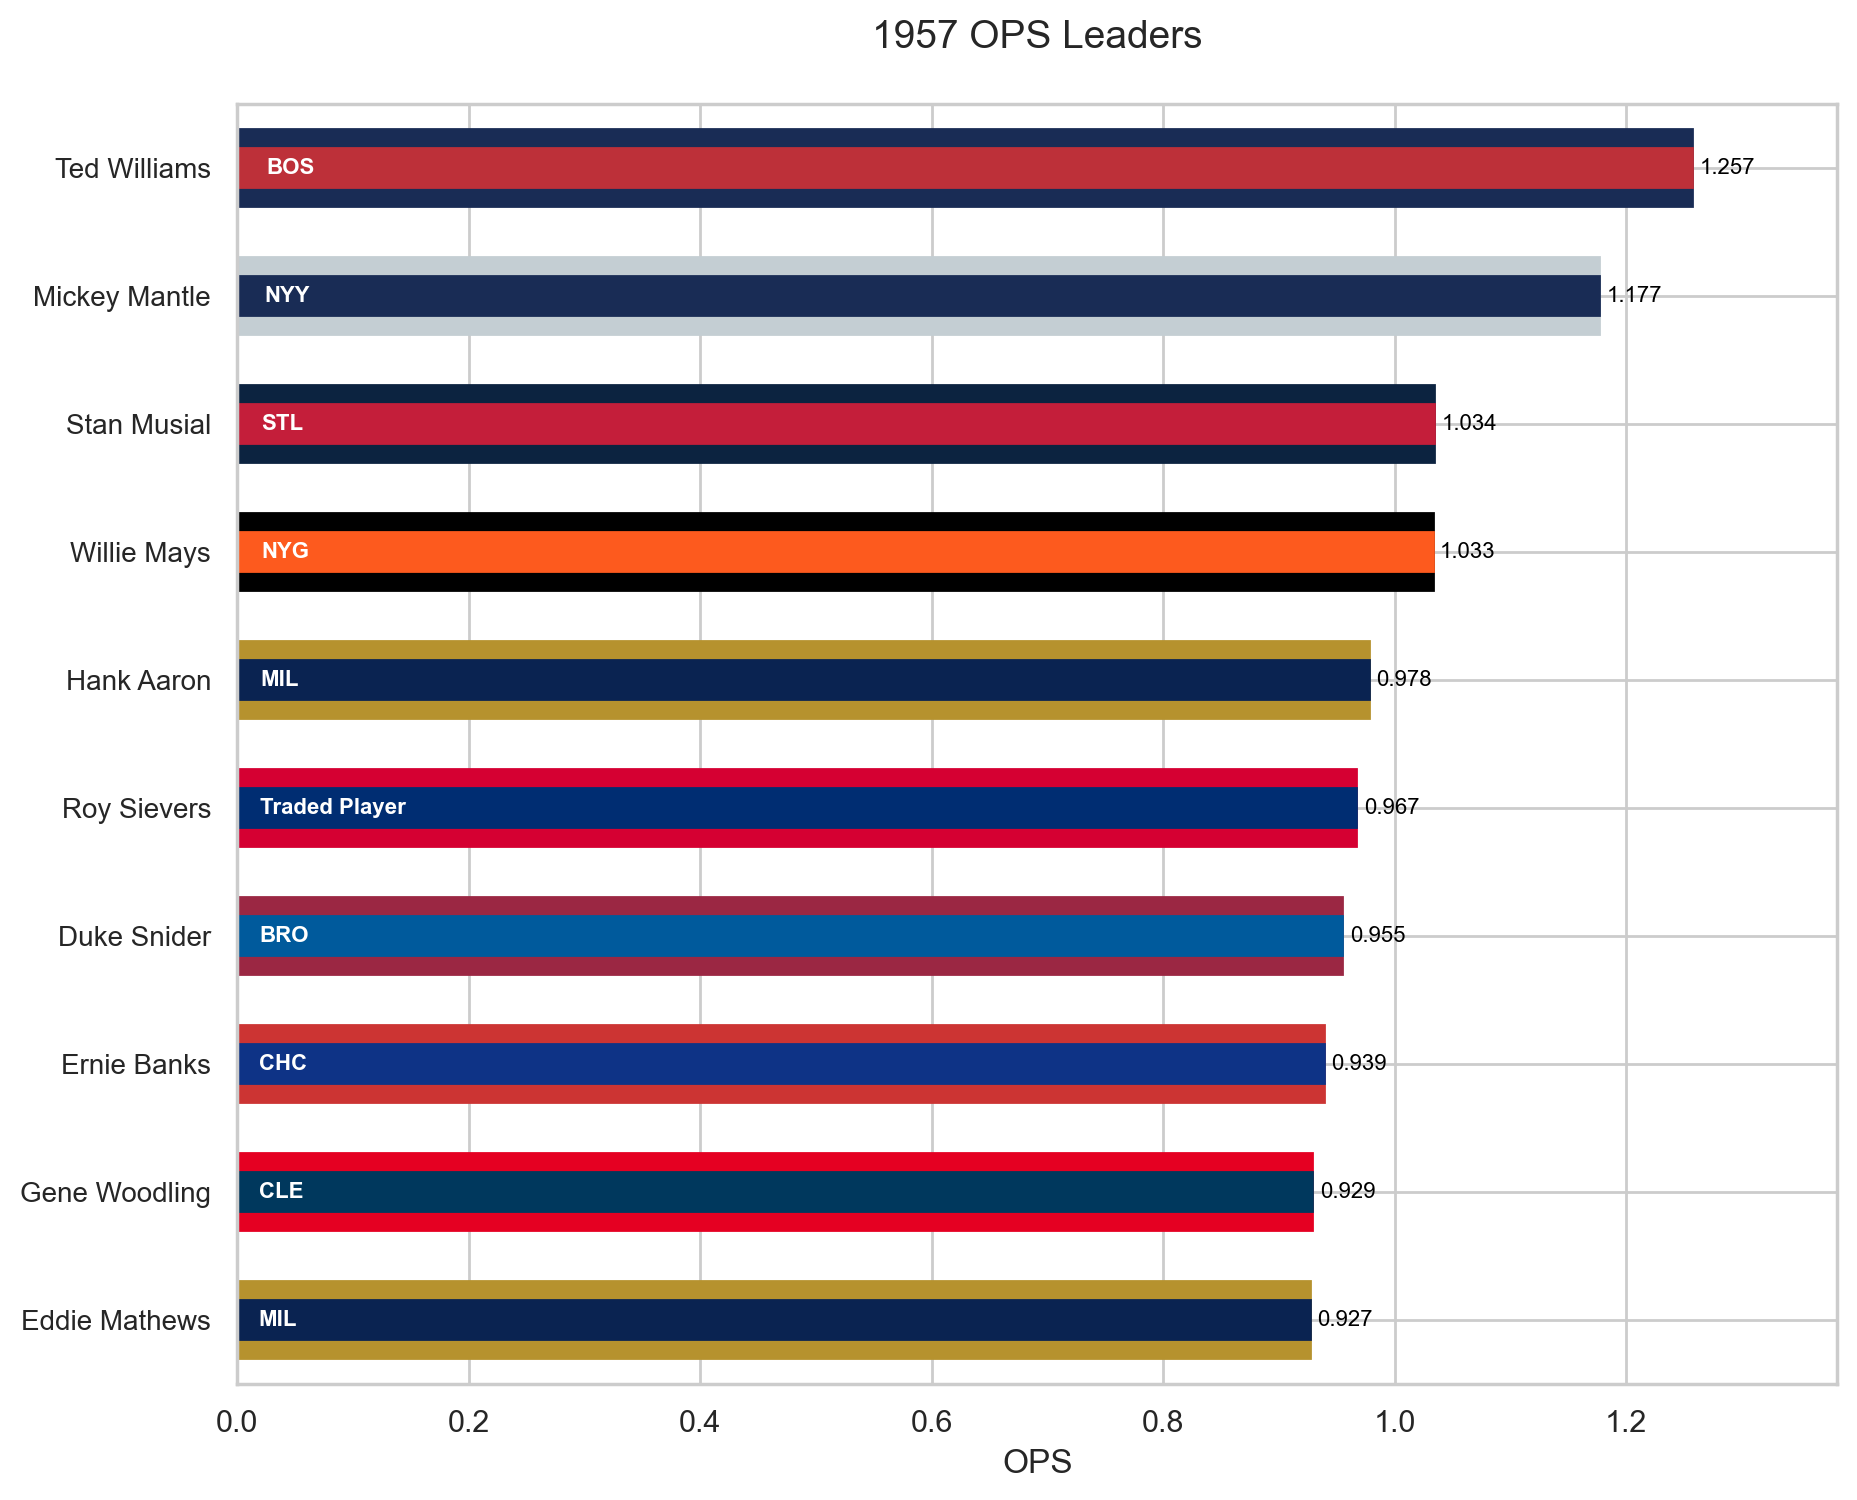 1957 OPS Leaders
Ted Williams BOS 1.257
Mickey Mantle NYY 1.177
Stan Musial STL 1.034
Willie Mays NYG 1.033
Hank Aaron MIL 0.978
Roy Sievers Traded Player 0.967
Duke Snider BRO 0.955
Ernie Banks CHC 0.939
Gene Woodling CLE 0.929
Eddie Mathews MIL 0.927
0.0 0.2 0.4 0.6 0.8 1.0 1.2
OPS